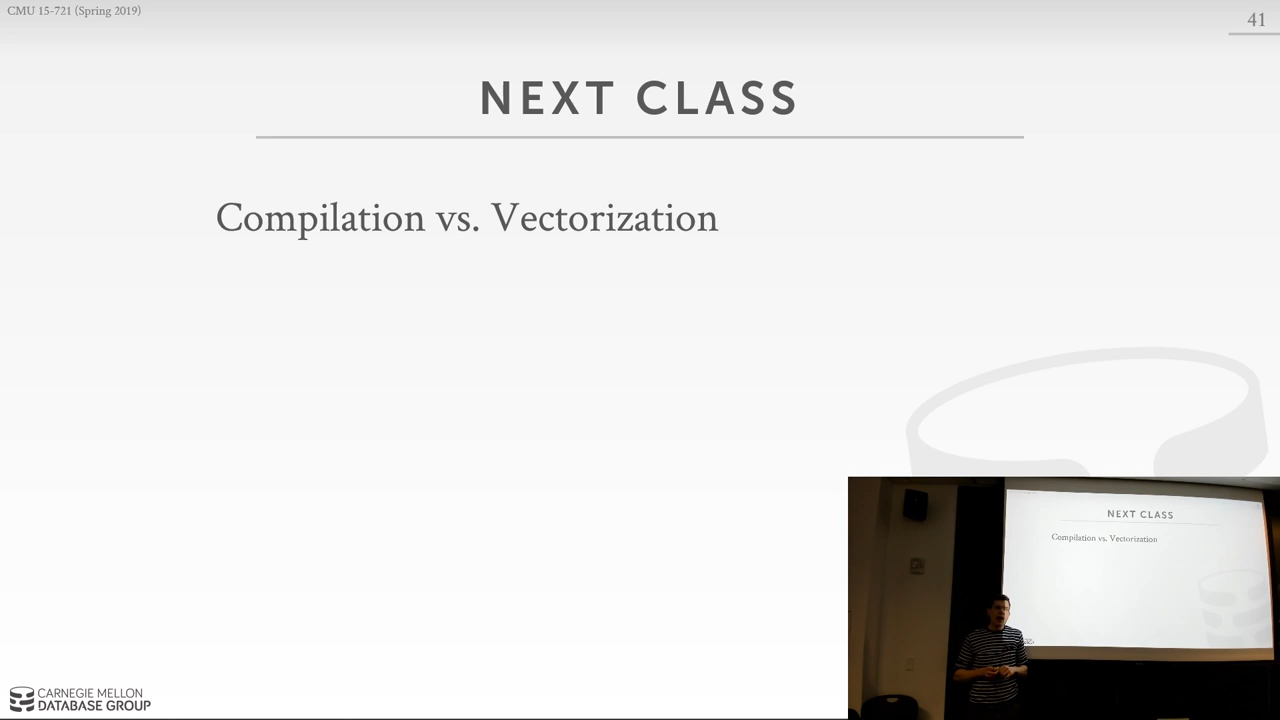 CMU 15-721 (Spring 2019)
41
NEXT CLASS
Compilation vs. Vectorization
NEXT CLASS
Compilation vs. Vectorization
CARNEGIE MELLON
DATABASE GROUP